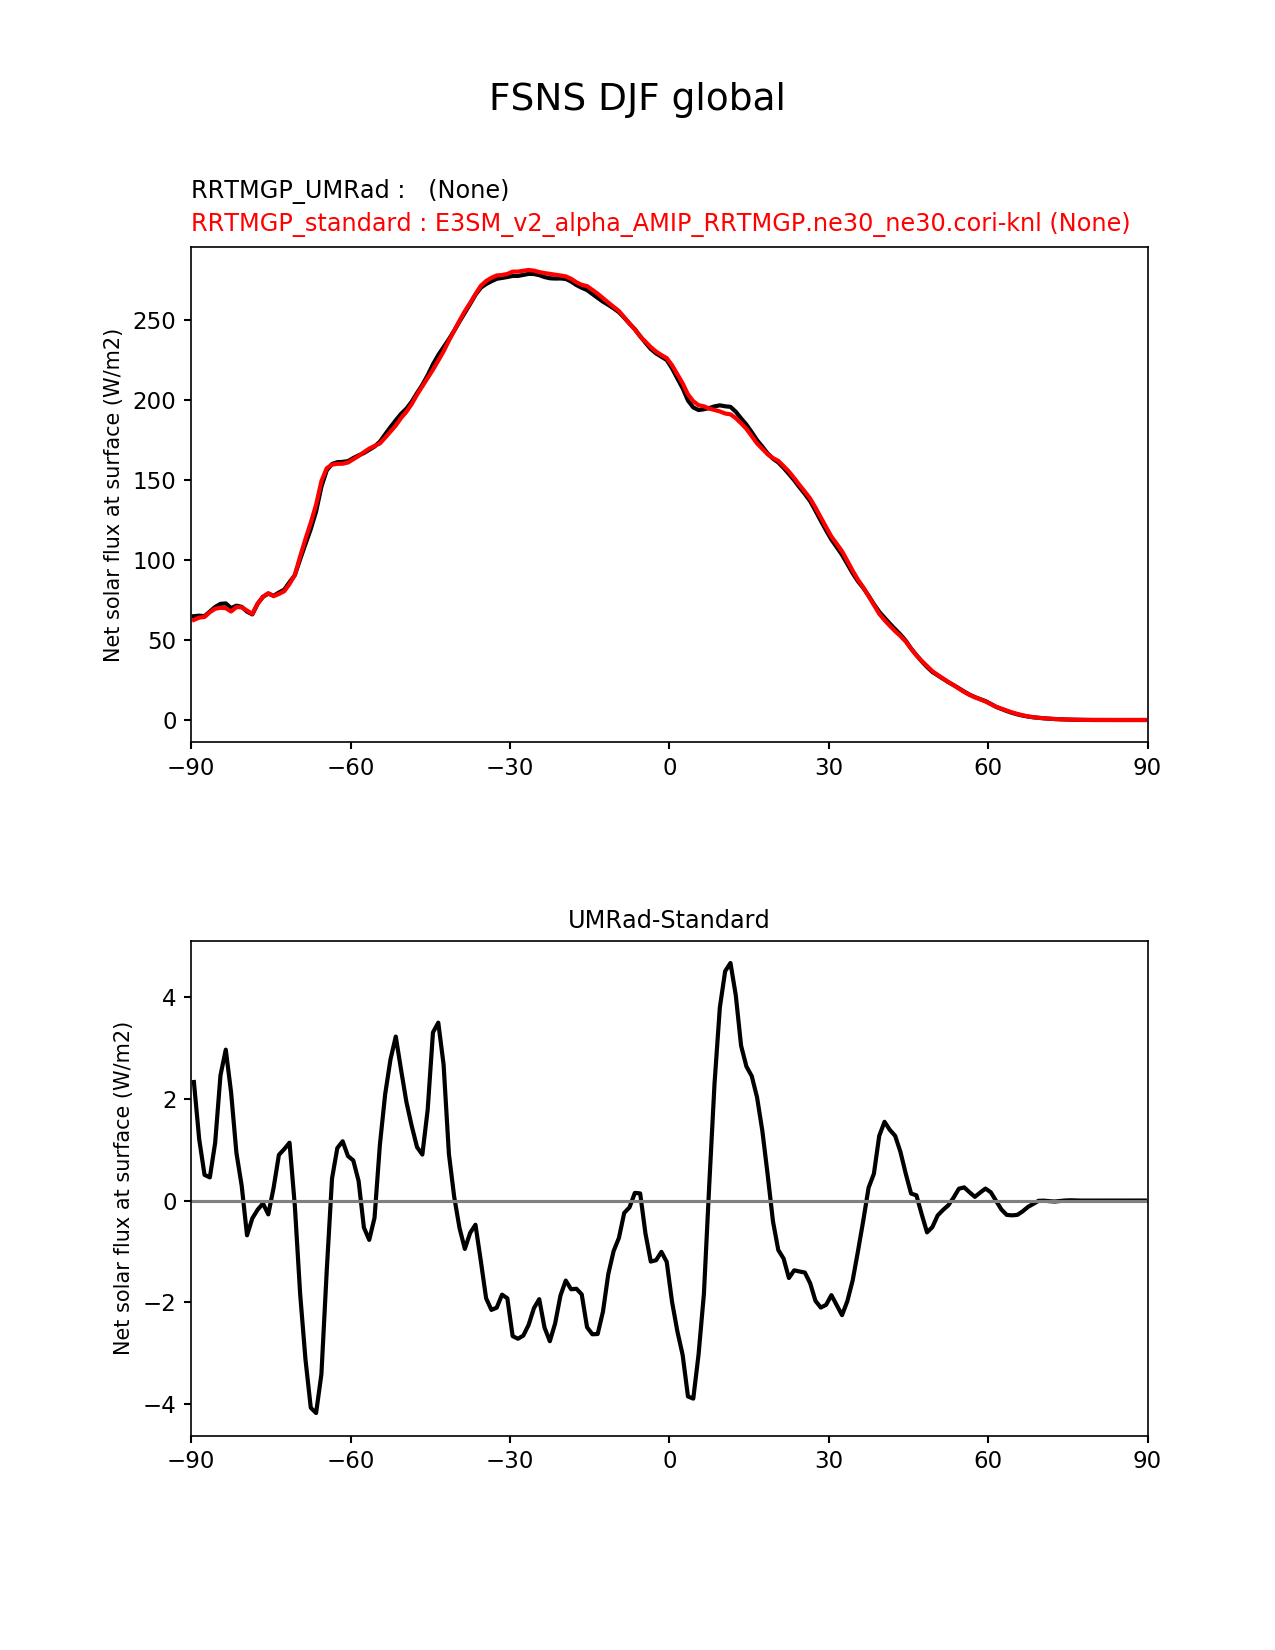 FSNS DJF global
RRTMGP_UMRad :   (None)
RRTMGP_standard : E3SM_v2_alpha_AMIP_RRTMGP.ne30_ne30.cori-knl (None)
Net solar flux at surface (W/m2)
250
200
150
100
50
0
−90 −60 −30 0 30 60 90
UMRad-Standard
Net solar flux at surface (W/m2)
4
2
0
−2
−4
−90 −60 −30 0 30 60 90